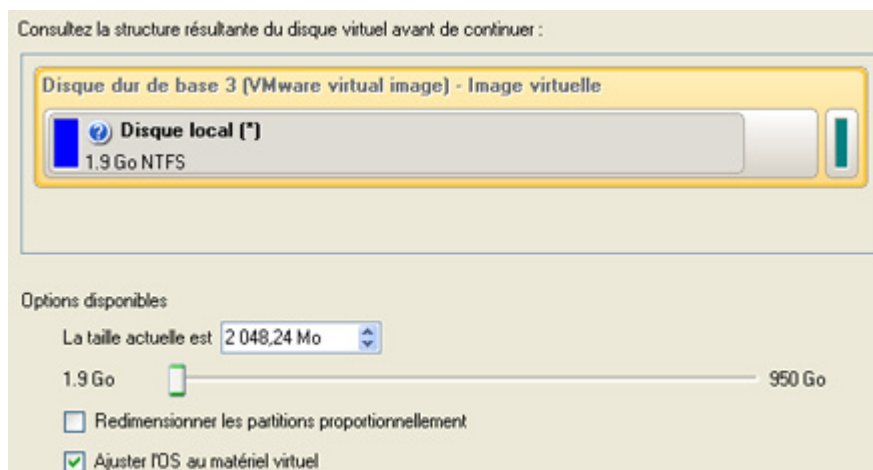 Consultez la structure résultante du disque virtuel avant de continuer :
Disque dur de base 3 (VMware virtual image) - Image virtuelle
Disque local (*)
1.9 Go NTFS
Options disponibles
La taille actuelle est 2 048,24 Mo
1.9 Go 950 Go
Redimensionner les partitions proportionnellement
Ajuster l'OS au matériel virtuel